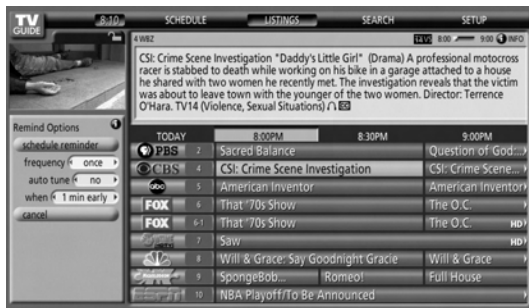 TV GUIDE
8:10
SCHEDULE LISTINGS SEARCH SETUP
4 WBZ
8:00 9:00 INFO
CSI: Crime Scene Investigation "Daddy's Little Girl" (Drama) A professional motocross
racer is stabbed to death while working on his bike in a garage attached to a house
he shared with two women he recently met. The investigation reveals that the victim
was about to leave town with the younger of the two women. Director: Terrence
O'Hara. TV14 (Violence, Sexual Situations)
Remind Options
schedule reminder
frequency once
auto tune no
when 1 min early
cancel
TODAY 8:00PM 8:30PM 9:00PM
PBS 2 Sacred Balance Question of God:...
CBS 4 CSI: Crime Scene Investigation CSI: Crime Scene...
abc 5 American Inventor American Inventor
FOX 6 That '70s Show The O.C.
FOX 6-1 That '70s Show The O.C. HD
7 Saw HD
8 Will & Grace: Say Goodnight Gracie Will & Grace
9 SpongeBob... Romeo! Full House
10 NBA Playoff/To Be Announced